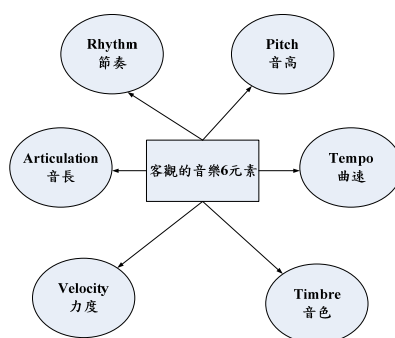 Rhythm
節奏
Pitch
音高
Articulation
音長
客觀的音樂6元素
Tempo
曲速
Velocity
力度
Timbre
音色